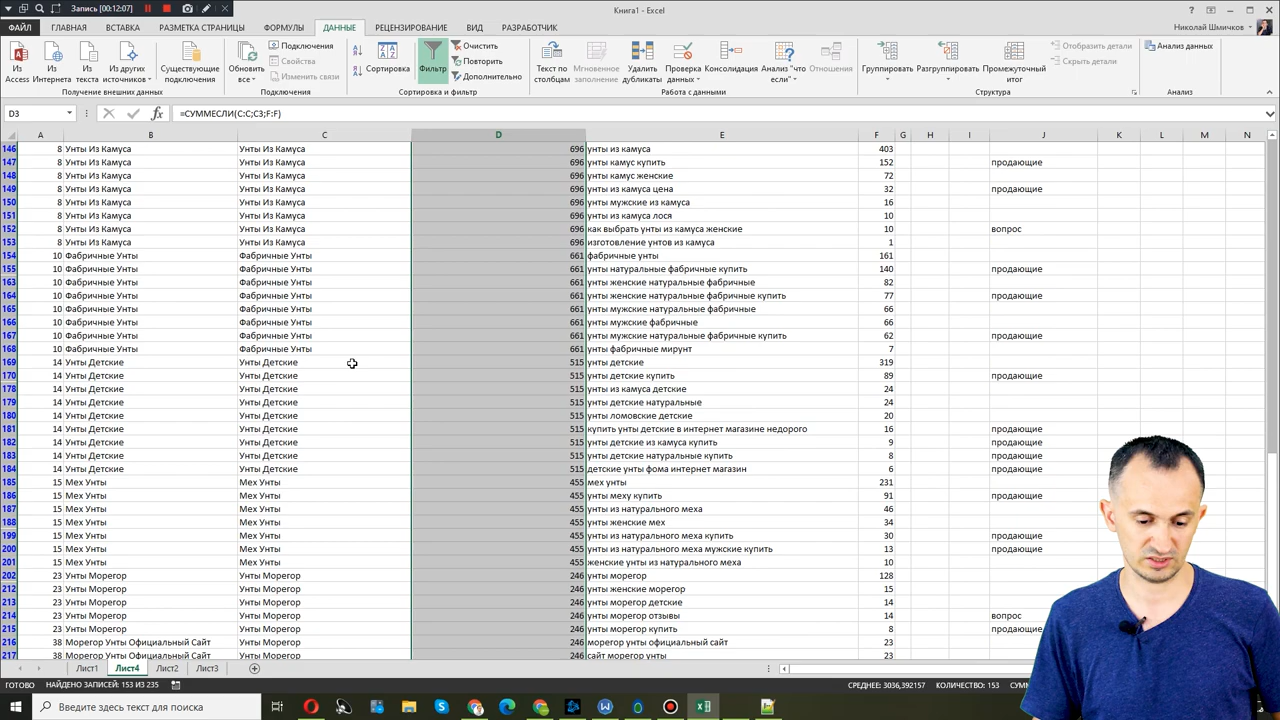 Запись [00:12:07]
Книга1 - Excel
ФАЙЛ ГЛАВНАЯ ВСТАВКА РАЗМЕТКА СТРАНИЦЫ ФОРМУЛЫ ДАННЫЕ РЕЦЕНЗИРОВАНИЕ ВИД РАЗРАБОТЧИК Николай Шмичков
Из Access
Из Интернета
Из текста
Из других источников
Существующие подключения
Получение внешних данных
Обновить все
Подключения
Свойства
Изменить связи
Подключения
Сортировка
Фильтр
Очистить
Повторить
Дополнительно
Сортировка и фильтр
Текст по столбцам
Мгновенное заполнение
Удалить дубликаты
Проверка данных
Консолидация
Анализ "что если"
Отношения
Работа с данными
Группировать
Разгруппировать
Промежуточный итог
Отобразить детали
Скрыть детали
Структура
Анализ данных
Анализ
D3 =СУММЕСЛИ(C:C;C3;F:F)
A B C D E F G H I J K L M N
146 8 Унты Из Камуса Унты Из Камуса 696 унты из камуса 403
147 8 Унты Из Камуса Унты Из Камуса 696 унты камус купить 152 продающие
148 8 Унты Из Камуса Унты Из Камуса 696 унты камус женские 72
149 8 Унты Из Камуса Унты Из Камуса 696 унты из камуса цена 32 продающие
150 8 Унты Из Камуса Унты Из Камуса 696 унты мужские из камуса 16
151 8 Унты Из Камуса Унты Из Камуса 696 унты из камуса лося 10
152 8 Унты Из Камуса Унты Из Камуса 696 как выбрать унты из камуса женские 10 вопрос
153 8 Унты Из Камуса Унты Из Камуса 696 изготовление унтов из камуса 1
154 10 Фабричные Унты Фабричные Унты 661 фабричные унты 161
155 10 Фабричные Унты Фабричные Унты 661 унты натуральные фабричные купить 140 продающие
163 10 Фабричные Унты Фабричные Унты 661 унты женские натуральные фабричные 82
164 10 Фабричные Унты Фабричные Унты 661 унты женские натуральные фабричные купить 77 продающие
165 10 Фабричные Унты Фабричные Унты 661 унты мужские натуральные фабричные 66
166 10 Фабричные Унты Фабричные Унты 661 унты мужские фабричные 66
167 10 Фабричные Унты Фабричные Унты 661 унты мужские натуральные фабричные купить 62 продающие
168 10 Фабричные Унты Фабричные Унты 661 унты фабричные мирунт 7
169 14 Унты Детские Унты Детские 515 унты детские 319
170 14 Унты Детские Унты Детские 515 унты детские купить 89 продающие
178 14 Унты Детские Унты Детские 515 унты из камуса детские 24
179 14 Унты Детские Унты Детские 515 унты детские натуральные 24
180 14 Унты Детские Унты Детские 515 унты ломовские детские 20
181 14 Унты Детские Унты Детские 515 купить унты детские в интернет магазине недорого 16 продающие
182 14 Унты Детские Унты Детские 515 унты детские из камуса купить 9 продающие
183 14 Унты Детские Унты Детские 515 унты детские натуральные купить 8 продающие
184 14 Унты Детские Унты Детские 515 детские унты фома интернет магазин 6 продающие
185 15 Мех Унты Мех Унты 455 мех унты 231
186 15 Мех Унты Мех Унты 455 унты меху купить 91 продающие
187 15 Мех Унты Мех Унты 455 унты из натурального меха 46
188 15 Мех Унты Мех Унты 455 унты женские мех 34
199 15 Мех Унты Мех Унты 455 унты из натурального меха купить 30 продающие
200 15 Мех Унты Мех Унты 455 унты из натурального меха мужские купить 13 продающие
201 15 Мех Унты Мех Унты 455 женские унты из натурального меха 10
202 23 Унты Морегор Унты Морегор 246 унты морегор 128
212 23 Унты Морегор Унты Морегор 246 унты женские морегор 15
213 23 Унты Морегор Унты Морегор 246 унты морегор детские 14
214 23 Унты Морегор Унты Морегор 246 унты морегор отзывы 14 вопрос
215 23 Унты Морегор Унты Морегор 246 унты морегор купить 8 продающие
216 38 Морегор Унты Официальный Сайт Унты Морегор 246 морегор унты официальный сайт 23
217 38 Морегор Унты Официальный Сайт Унты Морегор 246 сайт морегор унты 23
Лист1 Лист4 Лист2 Лист3
ГОТОВО НАЙДЕНО ЗАПИСЕЙ: 153 ИЗ 235 СРЕДНЕЕ: 3036,392157 КОЛИЧЕСТВО: 153
Введите здесь текст для поиска